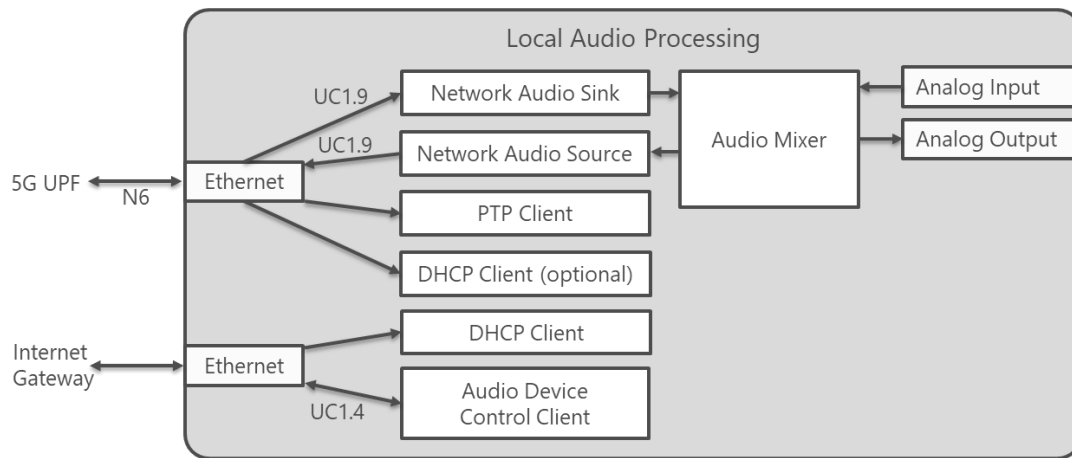 Local Audio Processing
UC1.9
Network Audio Sink
Analog Input
UC1.9
Network Audio Source
Audio Mixer
Analog Output
5G UPF
N6
Ethernet
PTP Client
DHCP Client (optional)
DHCP Client
Internet
Gateway
Ethernet
UC1.4
Audio Device
Control Client